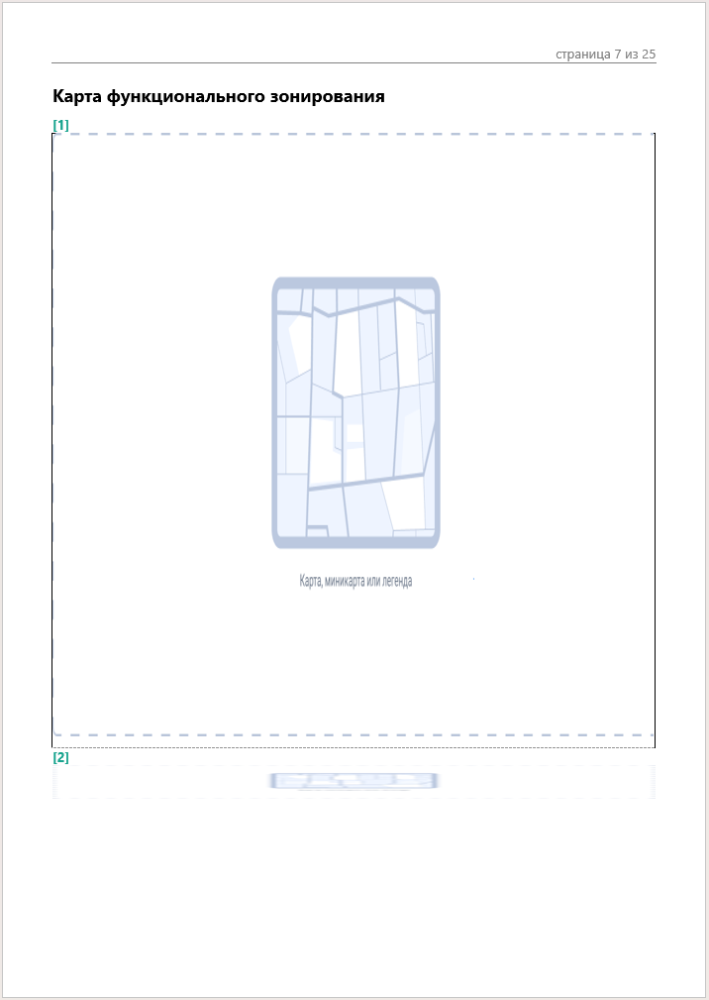 страница 7 из 25
Карта функционального зонирования
[1]
Карта, миникарта или легенда
[2]